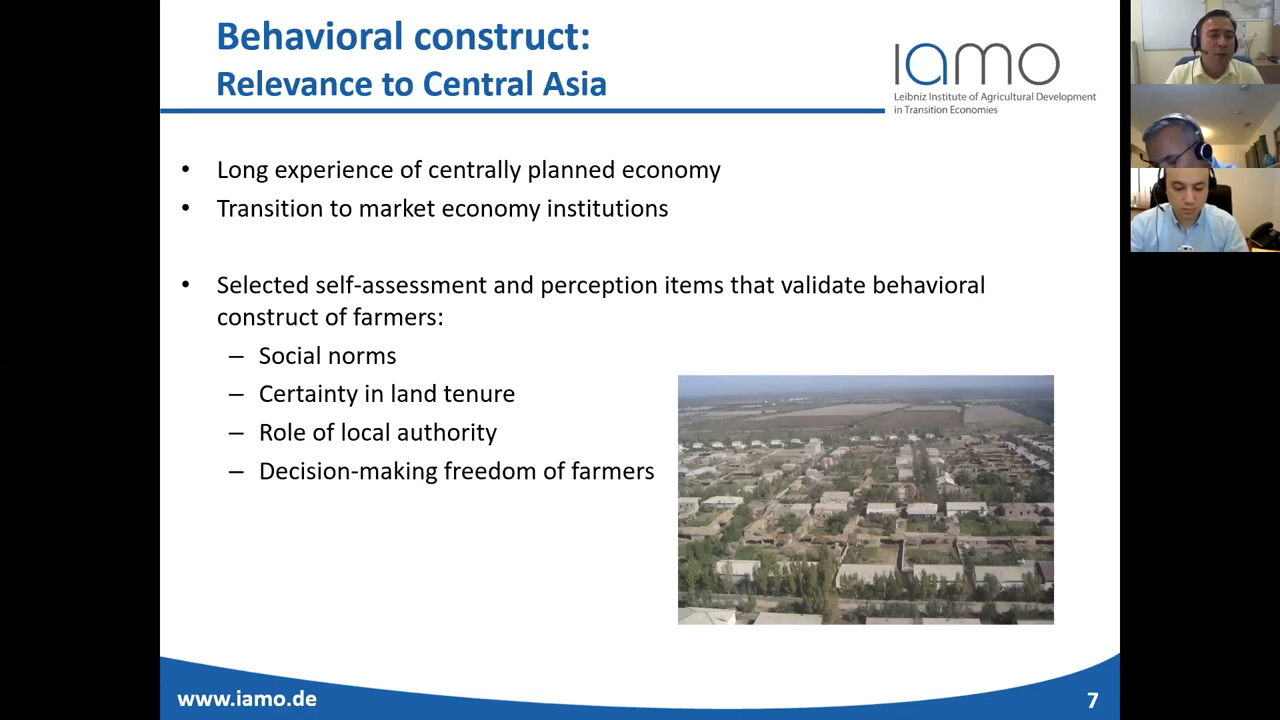 Behavioral construct:
Relevance to Central Asia
iamo
Leibniz Institute of Agricultural Development
in Transition Economies
• Long experience of centrally planned economy
• Transition to market economy institutions
• Selected self-assessment and perception items that validate behavioral
construct of farmers:
– Social norms
– Certainty in land tenure
– Role of local authority
– Decision-making freedom of farmers
www.iamo.de
7